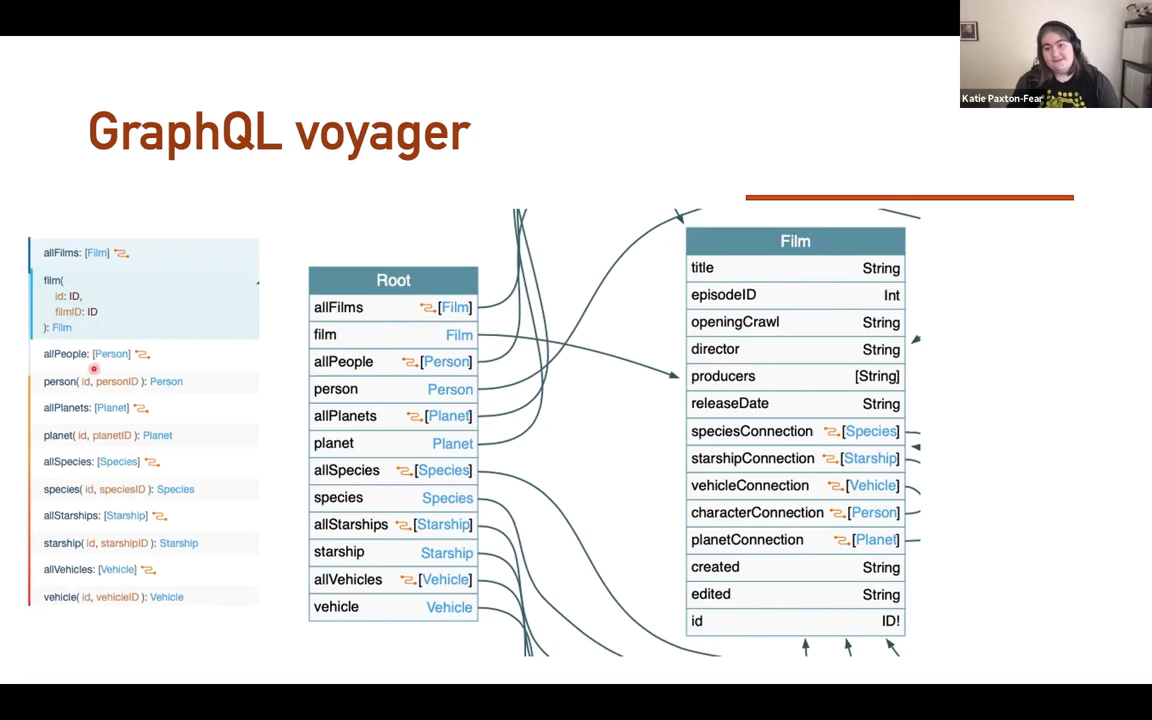 Katie Paxton-Fear
GraphQL voyager
allFilms: [Film]
film(
id: ID,
filmID: ID
): Film
allPeople: [Person]
person( id, personID ): Person
allPlanets: [Planet]
planet( id, planetID ): Planet
allSpecies: [Species]
species( id, speciesID ): Species
allStarships: [Starship]
starship( id, starshipID ): Starship
allVehicles: [Vehicle]
vehicle( id, vehicleID ): Vehicle
Root
allFilms [Film]
film Film
allPeople [Person]
person Person
allPlanets [Planet]
planet Planet
allSpecies [Species]
species Species
allStarships [Starship]
starship Starship
allVehicles [Vehicle]
vehicle Vehicle
Film
title String
episodeID Int
openingCrawl String
director String
producers [String]
releaseDate String
speciesConnection [Species]
starshipConnection [Starship]
vehicleConnection [Vehicle]
characterConnection [Person]
planetConnection [Planet]
created String
edited String
id ID!